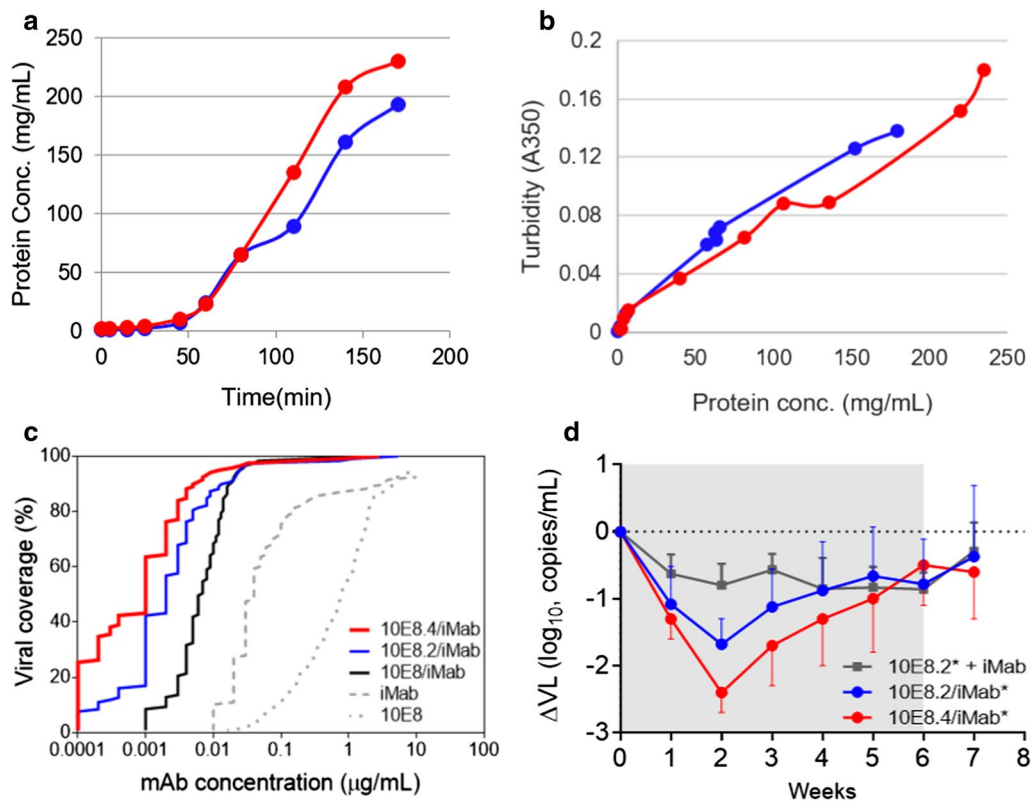 a
250
200
150
100
50
0
Protein Conc. (mg/mL)
0 50 100 150 200
Time(min)
b
0.2
0.16
0.12
0.08
0.04
0
Turbidity (A350)
0 50 100 150 200 250
Protein conc. (mg/mL)
c
100
80
60
40
20
0
Viral coverage (%)
10E8.4/iMab
10E8.2/iMab
10E8/iMab
iMab
10E8
0.0001 0.001 0.01 0.1 1 10 100
mAb concentration (μg/mL)
d
1
0
-1
-2
-3
ΔVL (log10, copies/mL)
10E8.2* + iMab
10E8.2/iMab*
10E8.4/iMab*
0 1 2 3 4 5 6 7 8
Weeks